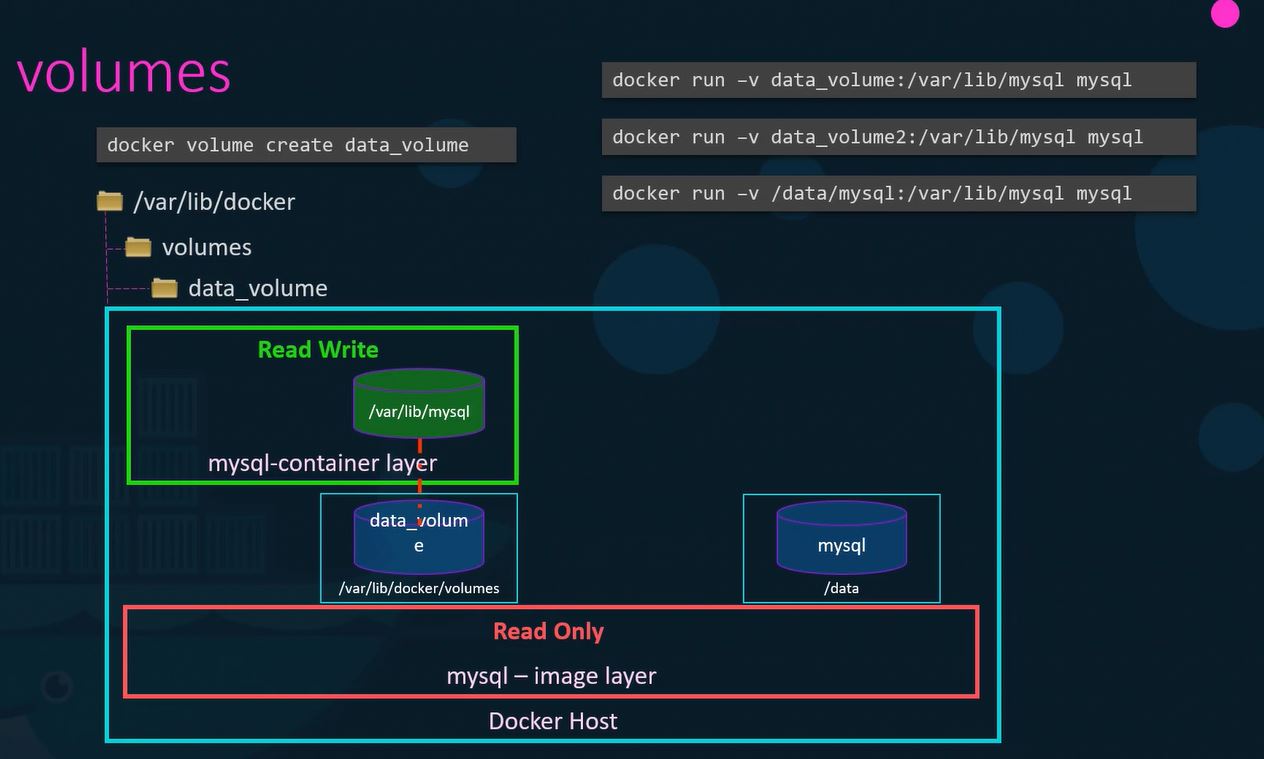 volumes
docker volume create data_volume
/var/lib/docker
volumes
data_volume
docker run –v data_volume:/var/lib/mysql mysql
docker run –v data_volume2:/var/lib/mysql mysql
docker run –v /data/mysql:/var/lib/mysql mysql
Read Write
/var/lib/mysql
mysql-container layer
data_volum
e
/var/lib/docker/volumes
mysql
/data
Read Only
mysql – image layer
Docker Host